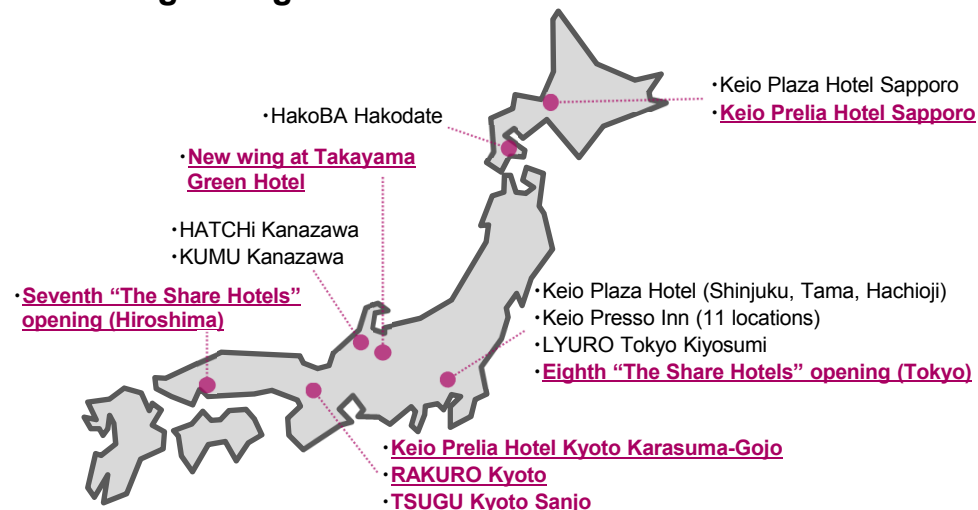 ・Keio Plaza Hotel Sapporo
・Keio Prelia Hotel Sapporo
・HakoBA Hakodate
・New wing at Takayama
Green Hotel
・HATCHi Kanazawa
・KUMU Kanazawa
・Seventh “The Share Hotels”
opening (Hiroshima)
・Keio Plaza Hotel (Shinjuku, Tama, Hachioji)
・Keio Presso Inn (11 locations)
・LYURO Tokyo Kiyosumi
・Eighth “The Share Hotels” opening (Tokyo)
・Keio Prelia Hotel Kyoto Karasuma-Gojo
・RAKURO Kyoto
・TSUGU Kyoto Sanjo